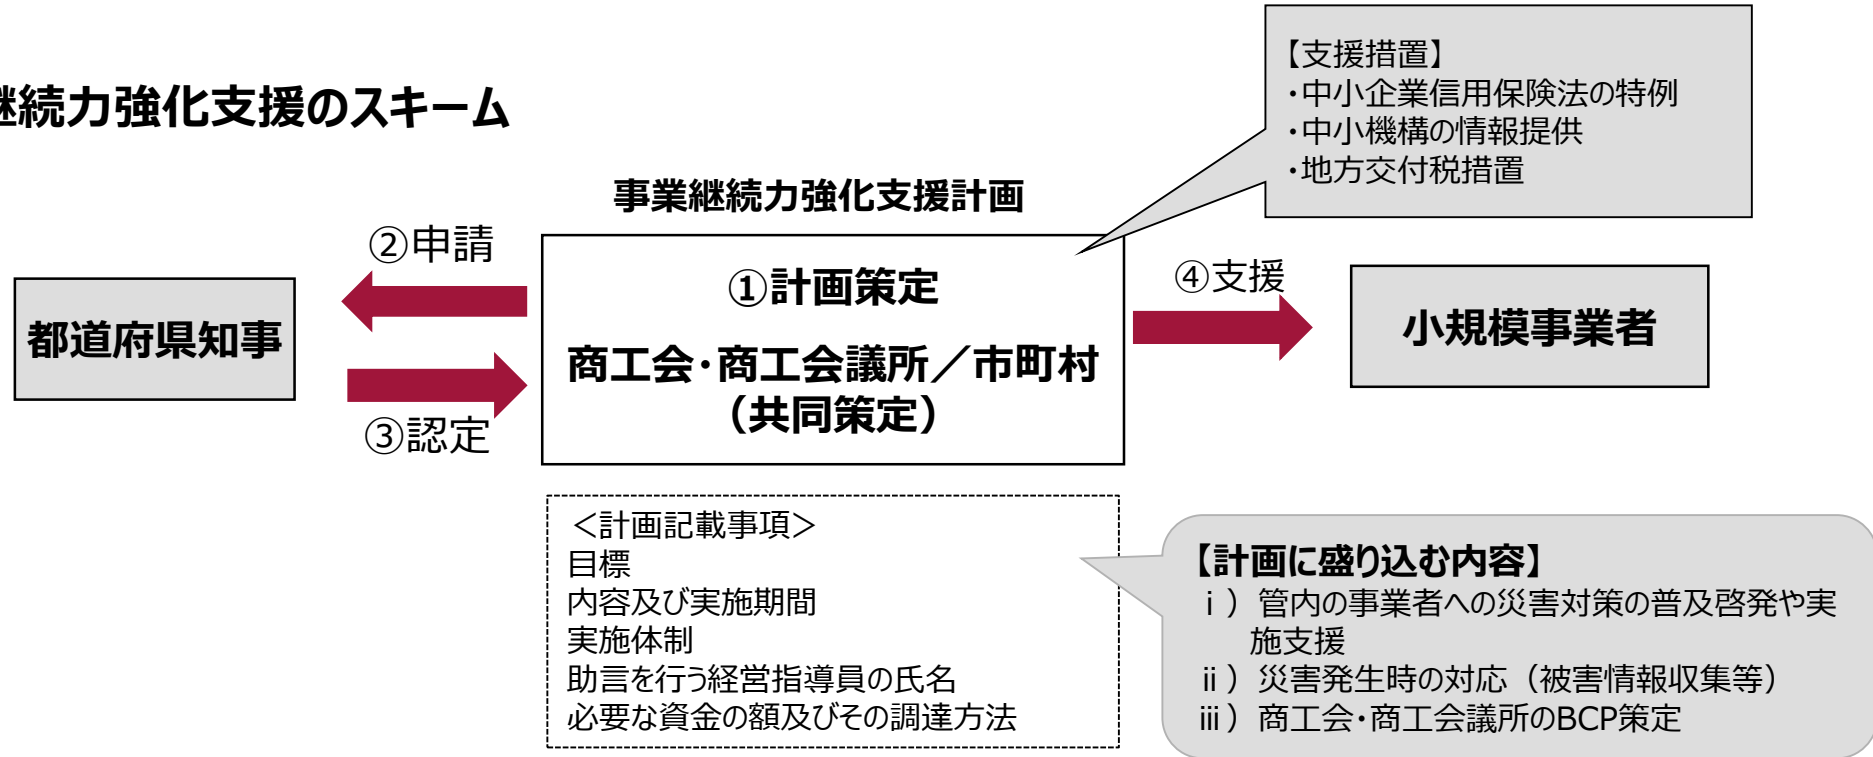 継続力強化支援のスキーム
【支援措置】
・中小企業信用保険法の特例
・中小機構の情報提供
・地方交付税措置
事業継続力強化支援計画
②申請
①計画策定
④支援
都道府県知事
商工会・商工会議所／市町村
（共同策定）
小規模事業者
③認定
＜計画記載事項＞
目標
内容及び実施期間
実施体制
助言を行う経営指導員の氏名
必要な資金の額及びその調達方法
【計画に盛り込む内容】
ⅰ）管内の事業者への災害対策の普及啓発や実
施支援
ⅱ）災害発生時の対応（被害情報収集等）
ⅲ）商工会・商工会議所のBCP策定